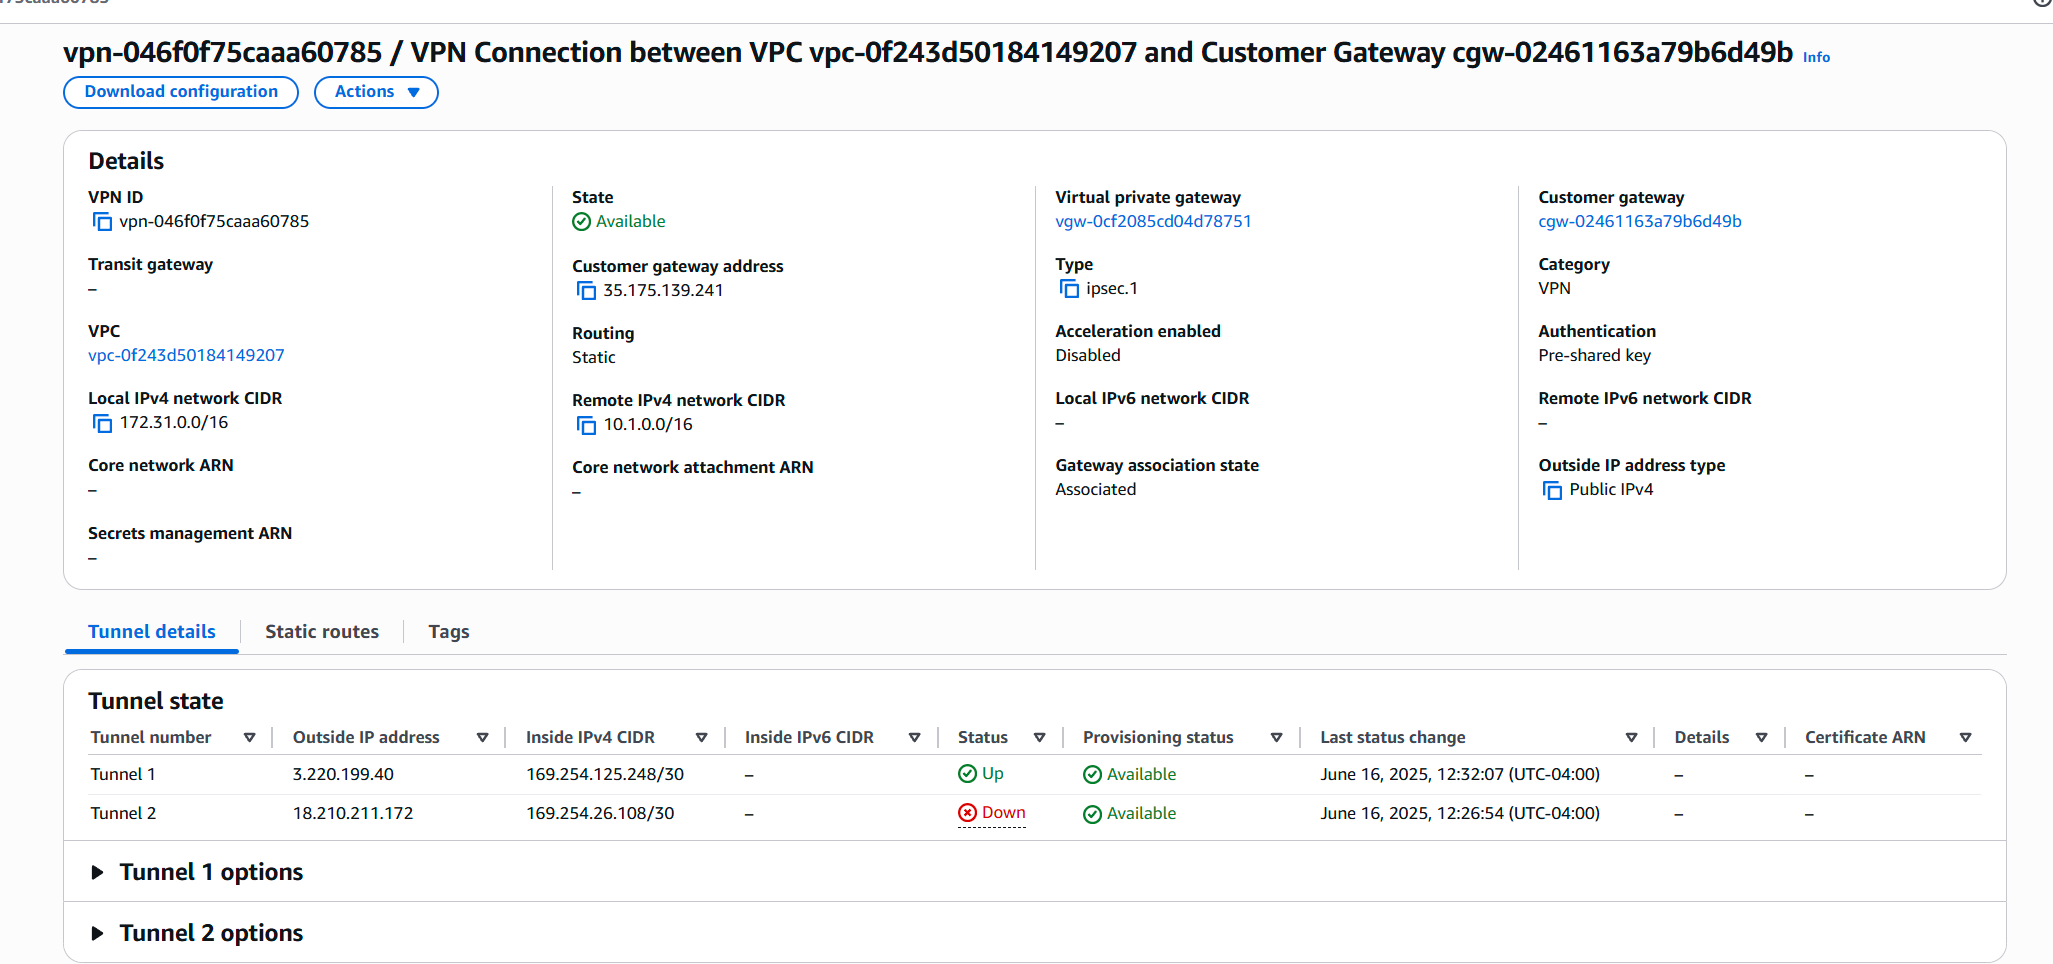 vpn-046f0f75caaa60785 / VPN Connection between VPC vpc-0f243d50184149207 and Customer Gateway cgw-02461163a79b6d49b Info
Download configuration Actions
Details
VPN ID
vpn-046f0f75caaa60785
Transit gateway
–
VPC
vpc-0f243d50184149207
Local IPv4 network CIDR
172.31.0.0/16
Core network ARN
–
Secrets management ARN
–
State
Available
Customer gateway address
35.175.139.241
Routing
Static
Remote IPv4 network CIDR
10.1.0.0/16
Core network attachment ARN
–
Virtual private gateway
vgw-0cf2085cd04d78751
Type
ipsec.1
Acceleration enabled
Disabled
Local IPv6 network CIDR
–
Gateway association state
Associated
Customer gateway
cgw-02461163a79b6d49b
Category
VPN
Authentication
Pre-shared key
Remote IPv6 network CIDR
–
Outside IP address type
Public IPv4
Tunnel details Static routes Tags
Tunnel state
Tunnel number Outside IP address Inside IPv4 CIDR Inside IPv6 CIDR Status Provisioning status Last status change Details Certificate ARN
Tunnel 1 3.220.199.40 169.254.125.248/30 – Up Available June 16, 2025, 12:32:07 (UTC-04:00) – –
Tunnel 2 18.210.211.172 169.254.26.108/30 – Down Available June 16, 2025, 12:26:54 (UTC-04:00) – –
Tunnel 1 options
Tunnel 2 options